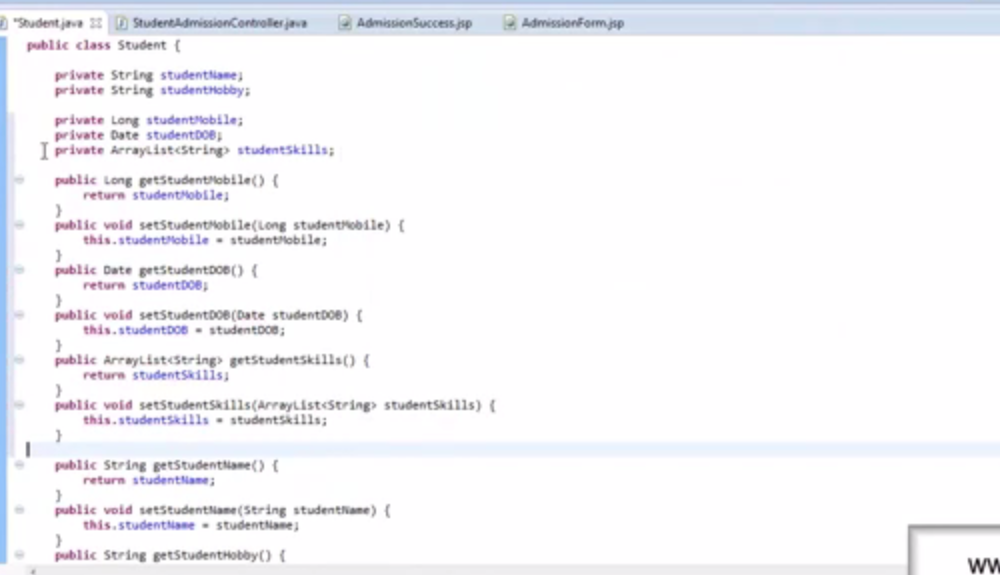 *Student.java StudentAdmissionController.java AdmissionSuccess.jsp AdmissionForm.jsp
public class Student {
private String studentName;
private String studentHobby;
private Long studentMobile;
private Date studentDOB;
private ArrayList<String> studentSkills;
public Long getStudentMobile() {
return studentMobile;
}
public void setStudentMobile(Long studentMobile) {
this.studentMobile = studentMobile;
}
public Date getStudentDOB() {
return studentDOB;
}
public void setStudentDOB(Date studentDOB) {
this.studentDOB = studentDOB;
}
public ArrayList<String> getStudentSkills() {
return studentSkills;
}
public void setStudentSkills(ArrayList<String> studentSkills) {
this.studentSkills = studentSkills;
}
public String getStudentName() {
return studentName;
}
public void setStudentName(String studentName) {
this.studentName = studentName;
}
public String getStudentHobby() {